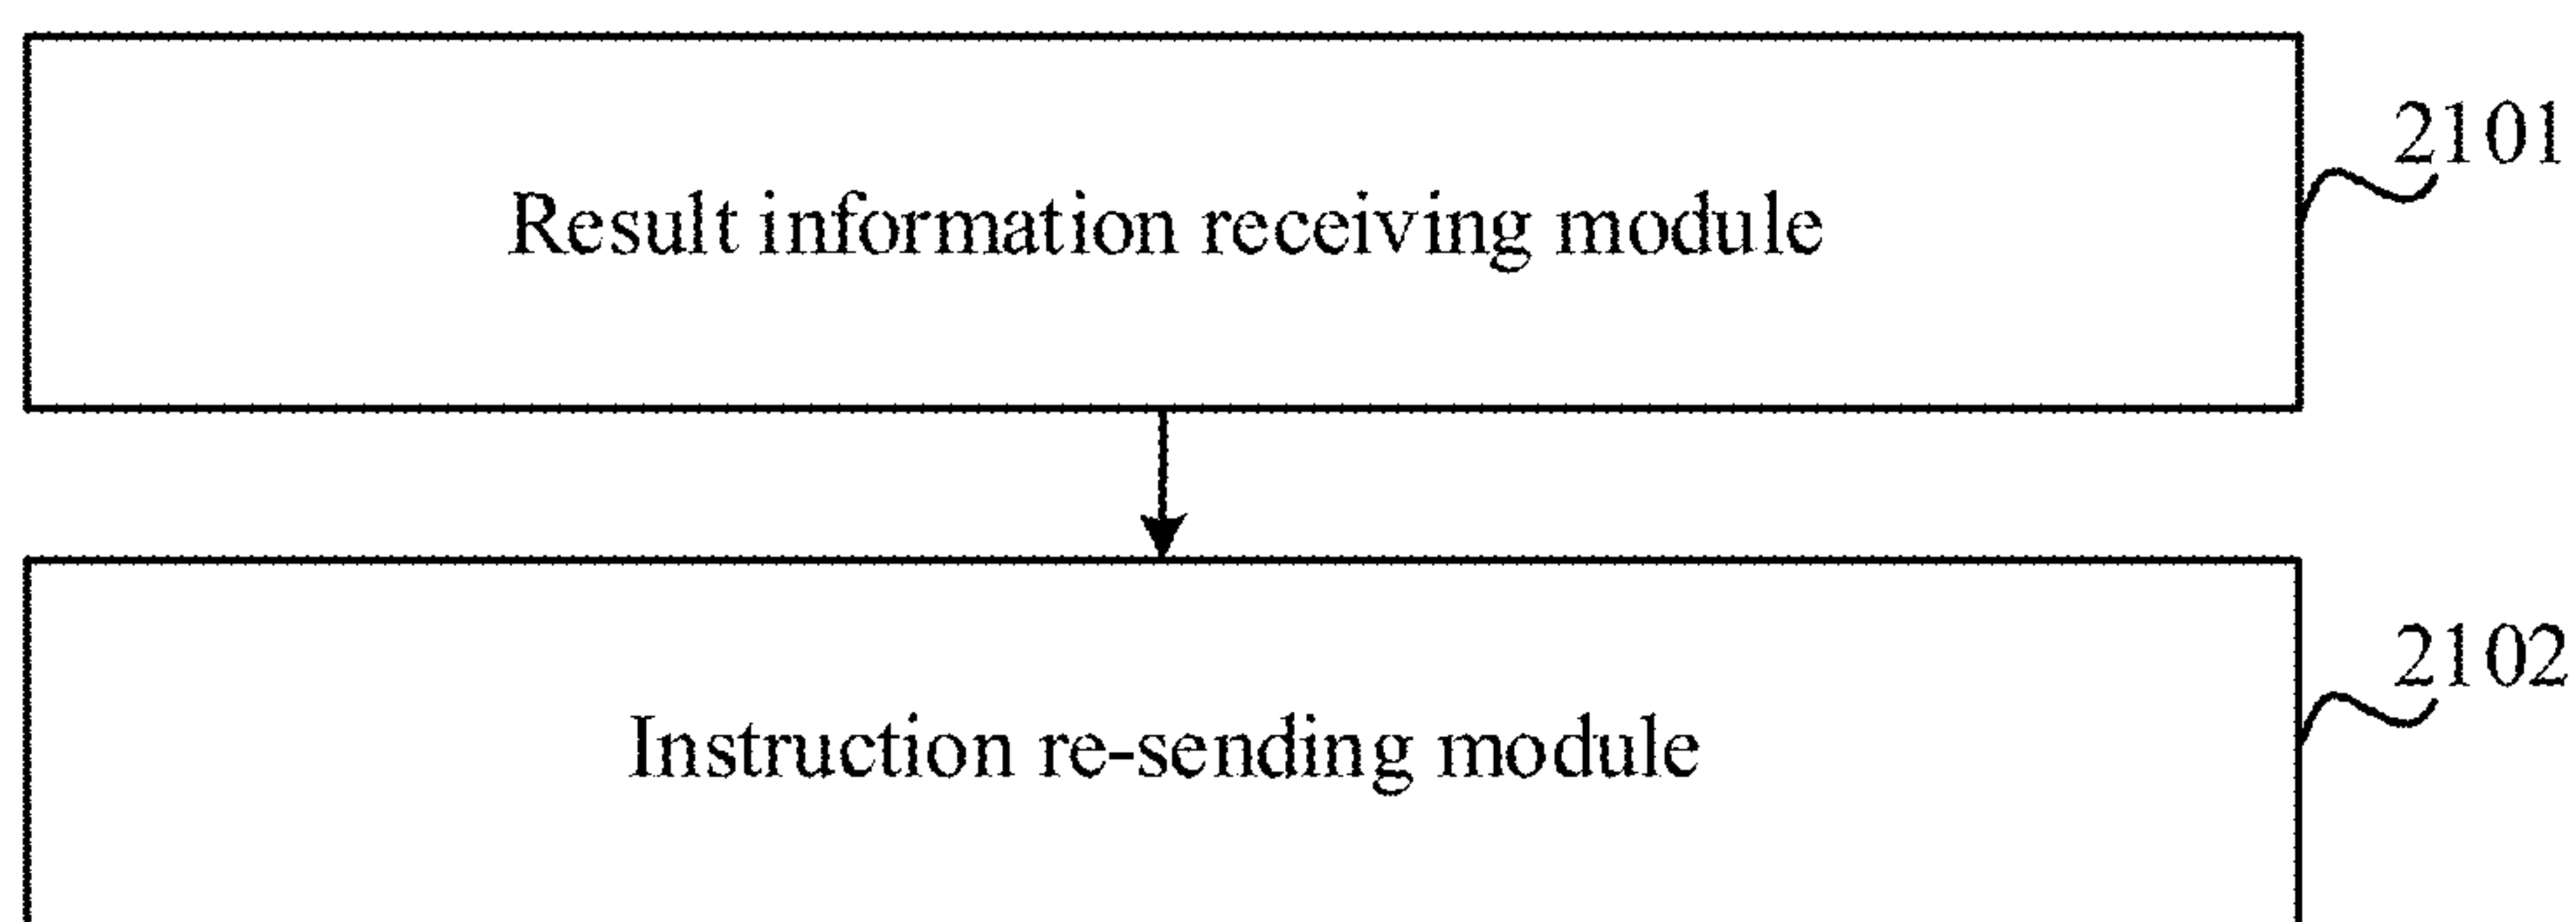 2101
Result information receiving module
2102
Instruction re-sending module